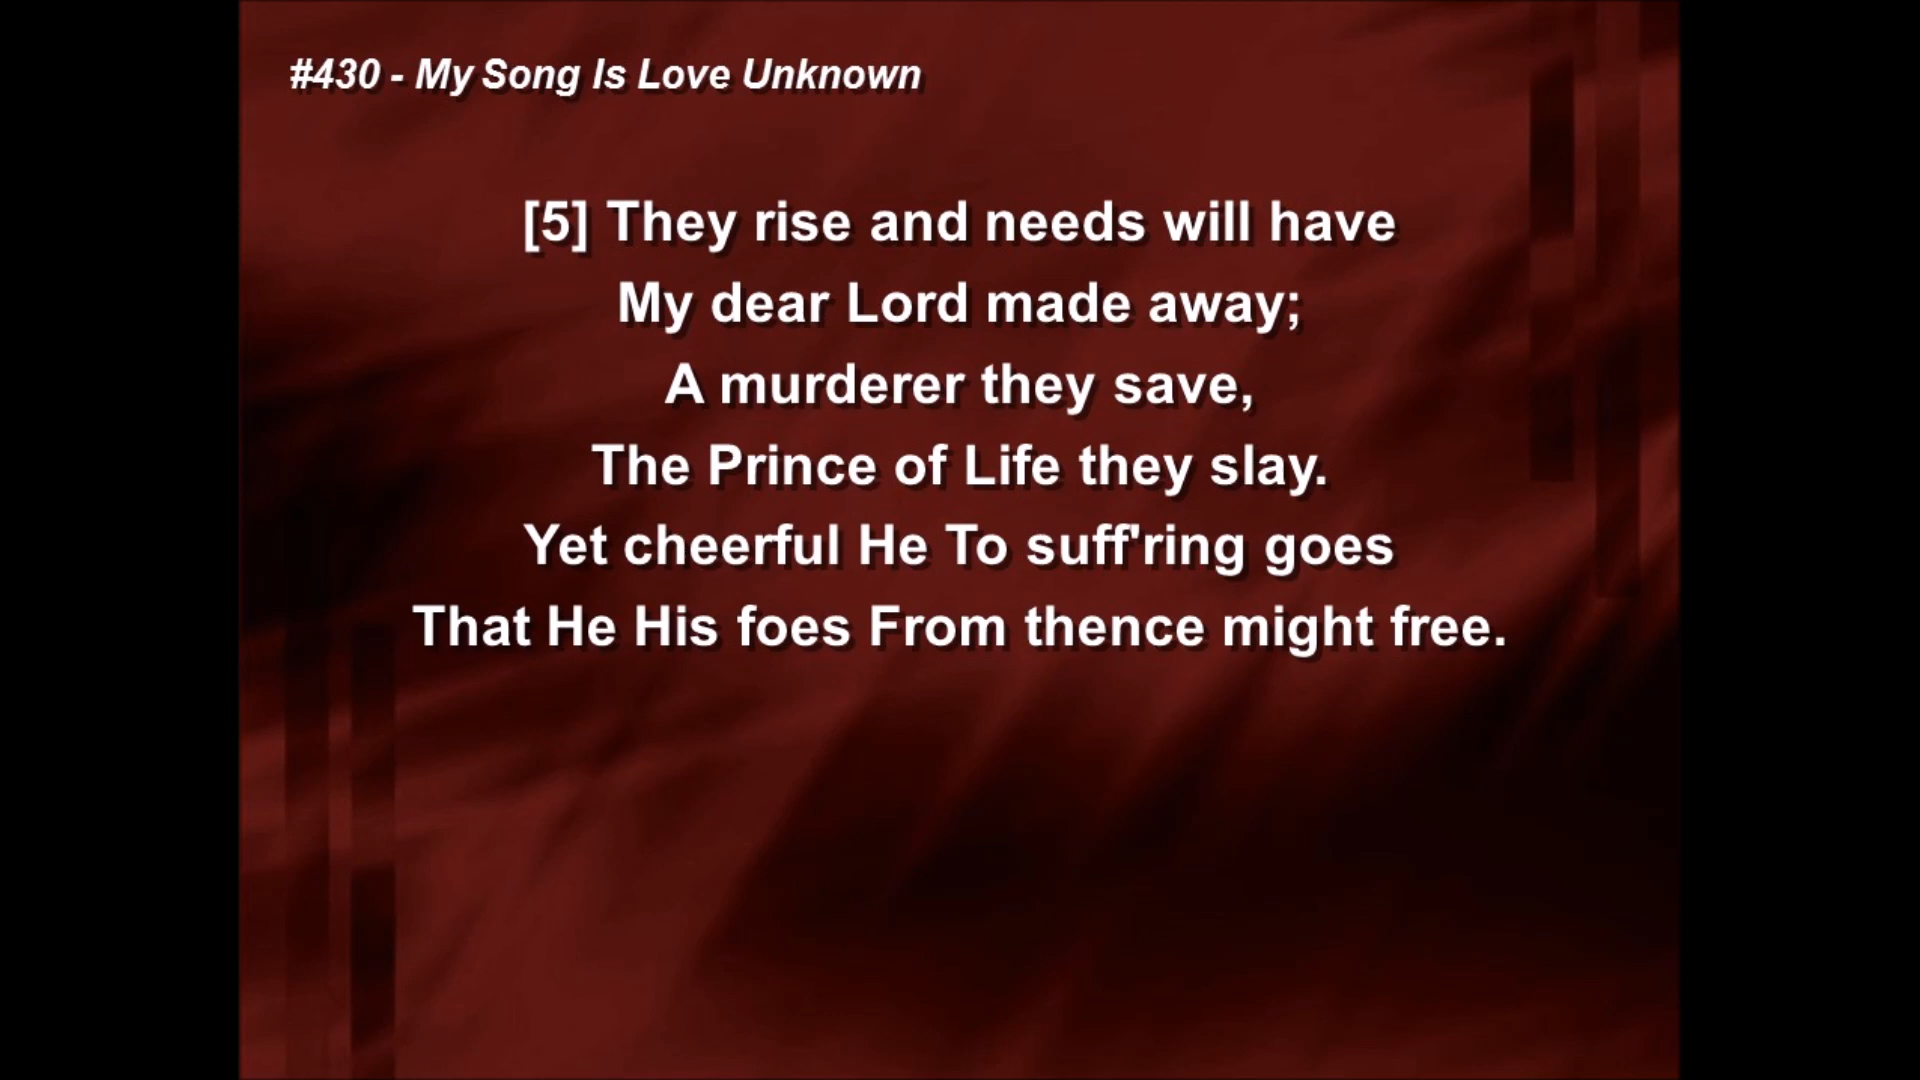 #430 - My Song Is Love Unknown
[5] They rise and needs will have
My dear Lord made away;
A murderer they save,
The Prince of Life they slay.
Yet cheerful He To suff'ring goes
That He His foes From thence might free.